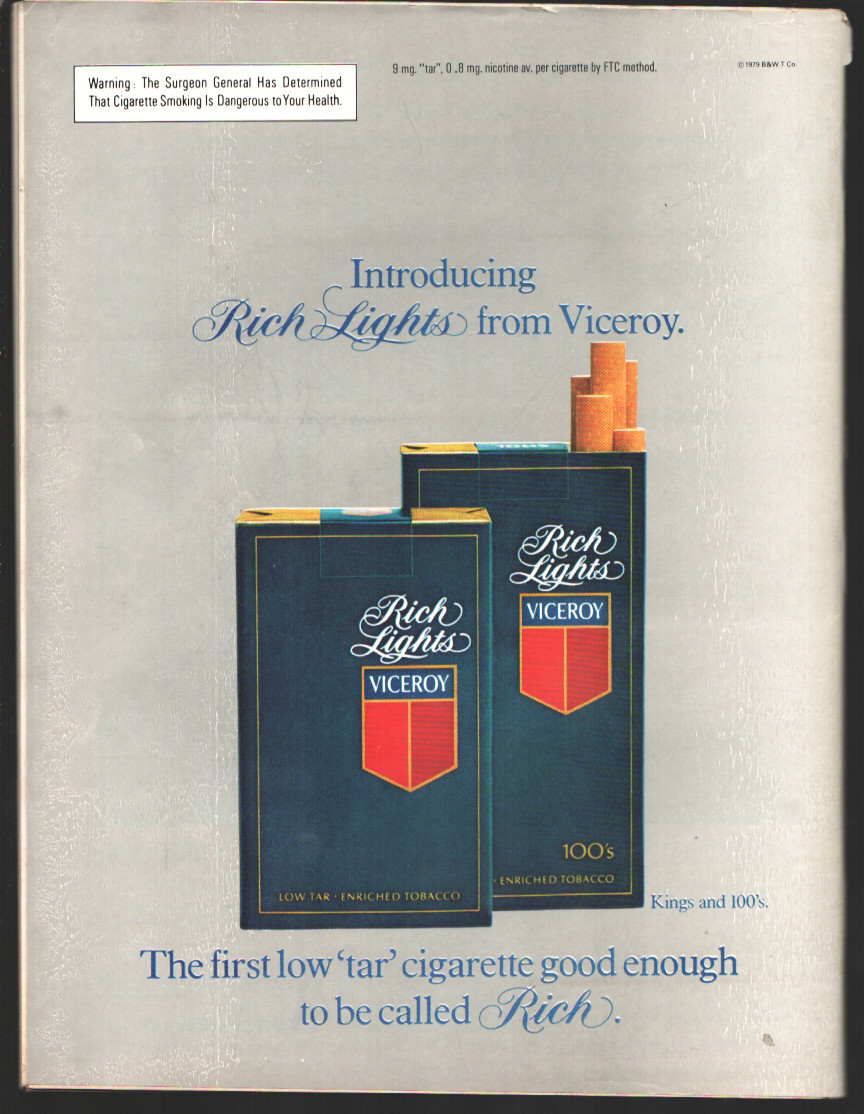 Warning: The Surgeon General Has Determined
That Cigarette Smoking Is Dangerous to Your Health.
9 mg. "tar", 0.8 mg. nicotine av. per cigarette by FTC method.
© 1979 B&W T Co.
Introducing
Rich Lights from Viceroy.
100's
Rich
Lights
VICEROY
100's
· ENRICHED TOBACCO
Rich
Lights
VICEROY
LOW TAR · ENRICHED TOBACCO
Kings and 100's.
The first low 'tar' cigarette good enough
to be called Rich.